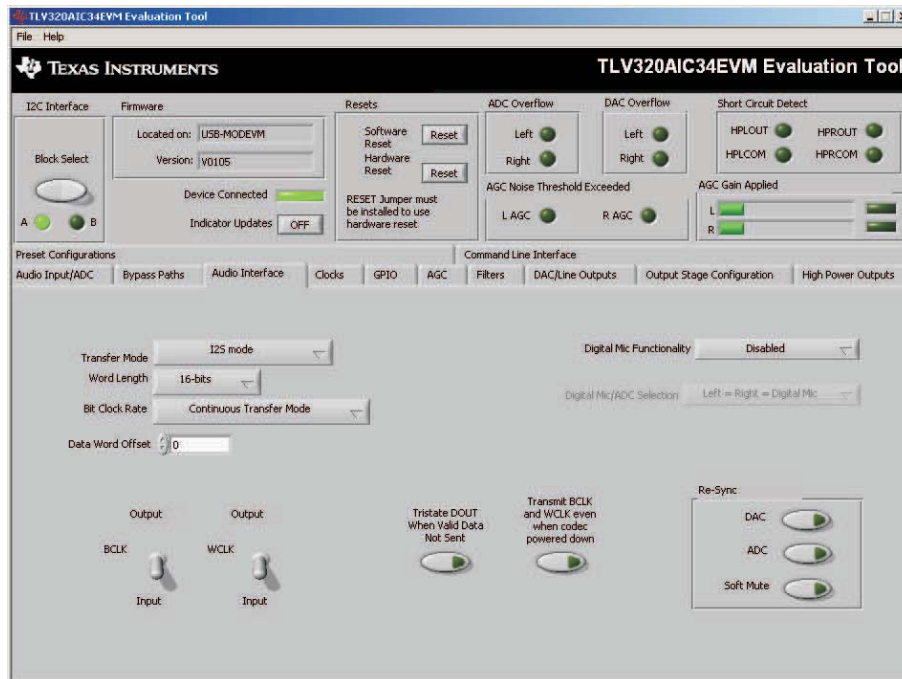 TLV320AIC34EVM Evaluation Tool
File Help
TEXAS INSTRUMENTS
TLV320AIC34EVM Evaluation Tool
I2C Interface
Block Select
A B
Firmware
Located on: USB-MODEVM
Version: V0105
Device Connected
Indicator Updates OFF
Resets
Software Reset Reset
Hardware Reset Reset
RESET Jumper must
be installed to use
hardware reset
ADC Overflow
Left
Right
DAC Overflow
Left
Right
Short Circuit Detect
HPLOUT HPROUT
HPLCOM HPRCOM
AGC Noise Threshold Exceeded
L AGC R AGC
AGC Gain Applied
L
R
Preset Configurations Command Line Interface
Audio Input/ADC Bypass Paths Audio Interface Clocks GPIO AGC Filters DAC/Line Outputs Output Stage Configuration High Power Outputs
Transfer Mode I2S mode
Word Length 16-bits
Bit Clock Rate Continuous Transfer Mode
Data Word Offset 0
Digital Mic Functionality Disabled
Digital Mic/ADC Selection Left = Right = Digital Mic
Output Output
BCLK WCLK
Input Input
Tristate DOUT
When Valid Data
Not Sent
Transmit BCLK
and WCLK even
when codec
powered down
Re-Sync
DAC
ADC
Soft Mute